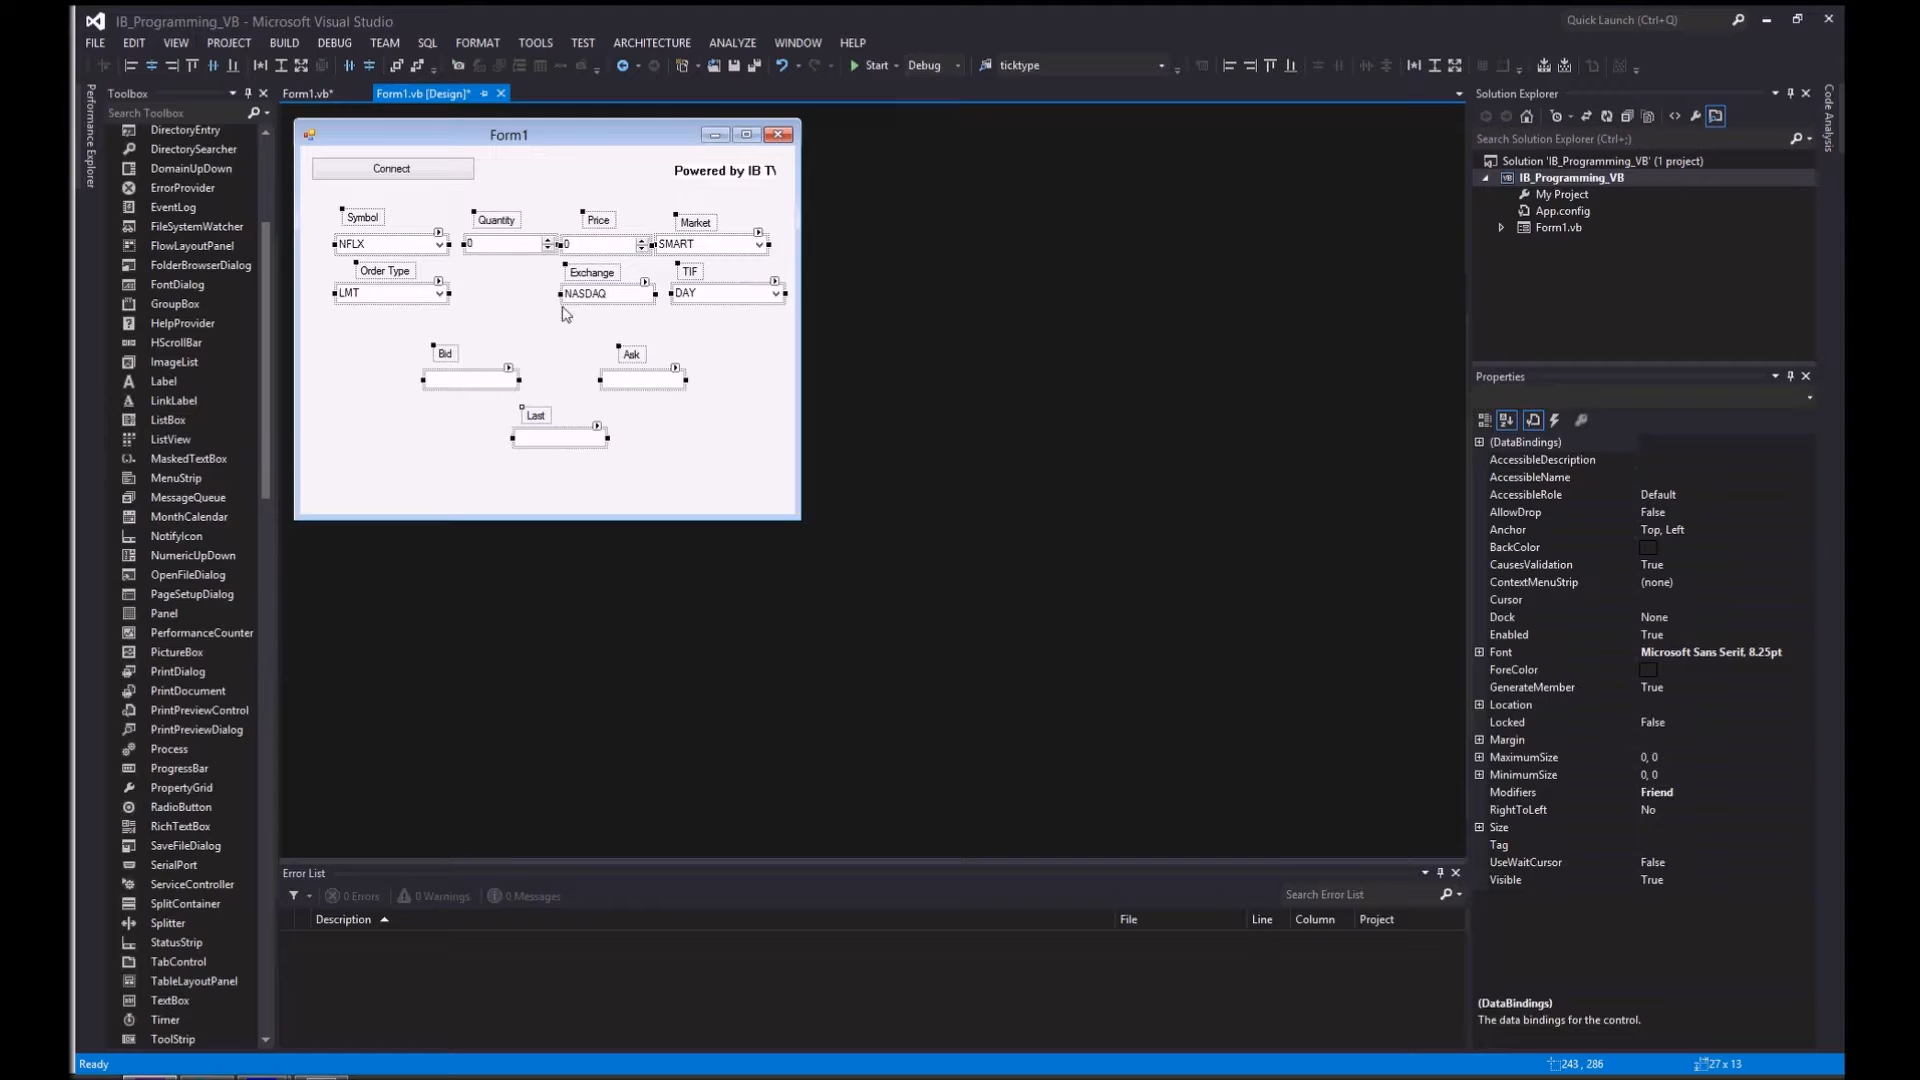 IB_Programming_VB - Microsoft Visual Studio
Quick Launch (Ctrl+Q)
FILE EDIT VIEW PROJECT BUILD DEBUG TEAM SQL FORMAT TOOLS TEST ARCHITECTURE ANALYZE WINDOW HELP
Start Debug ticktype
Performance Explorer
Toolbox
Search Toolbox
DirectoryEntry
DirectorySearcher
DomainUpDown
ErrorProvider
EventLog
FileSystemWatcher
FlowLayoutPanel
FolderBrowserDialog
FontDialog
GroupBox
HelpProvider
HScrollBar
ImageList
Label
LinkLabel
ListBox
ListView
MaskedTextBox
MenuStrip
MessageQueue
MonthCalendar
NotifyIcon
NumericUpDown
OpenFileDialog
PageSetupDialog
Panel
PerformanceCounter
PictureBox
PrintDialog
PrintDocument
PrintPreviewControl
PrintPreviewDialog
Process
ProgressBar
PropertyGrid
RadioButton
RichTextBox
SaveFileDialog
SerialPort
ServiceController
SplitContainer
Splitter
StatusStrip
TabControl
TableLayoutPanel
TextBox
Timer
ToolStrip
Form1.vb* Form1.vb [Design]*
Form1
Connect Powered by IB T
Symbol Quantity Price Market
NFLX 0 0 SMART
Order Type Exchange TIF
LMT NASDAQ DAY
Bid Ask
Last
Error List
0 Errors 0 Warnings 0 Messages
Search Error List
Description File Line Column Project
Solution Explorer
Search Solution Explorer (Ctrl+;)
Solution 'IB_Programming_VB' (1 project)
IB_Programming_VB
My Project
App.config
Form1.vb
Code Analysis
Properties
(DataBindings)
AccessibleDescription
AccessibleName
AccessibleRole Default
AllowDrop False
Anchor Top, Left
BackColor
CausesValidation True
ContextMenuStrip (none)
Cursor
Dock None
Enabled True
Font Microsoft Sans Serif, 8.25pt
ForeColor
GenerateMember True
Location
Locked False
Margin
MaximumSize 0, 0
MinimumSize 0, 0
Modifiers Friend
RightToLeft No
Size
Tag
UseWaitCursor False
Visible True
(DataBindings)
The data bindings for the control.
Ready 243 , 286 27 x 13